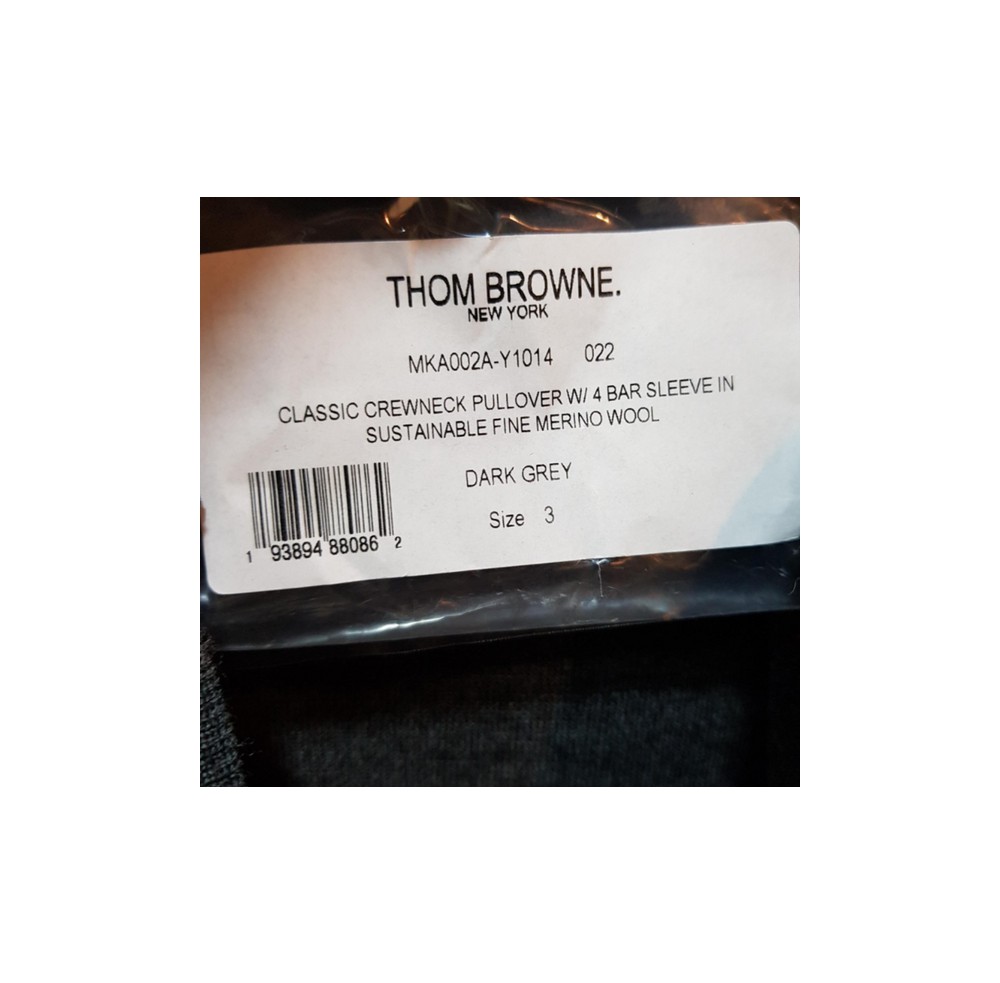 THOM BROWNE.
NEW YORK
MKA002A-Y1014 022
CLASSIC CREWNECK PULLOVER W/ 4 BAR SLEEVE IN
SUSTAINABLE FINE MERINO WOOL
DARK GREY
Size 3
1 93894 88086 2